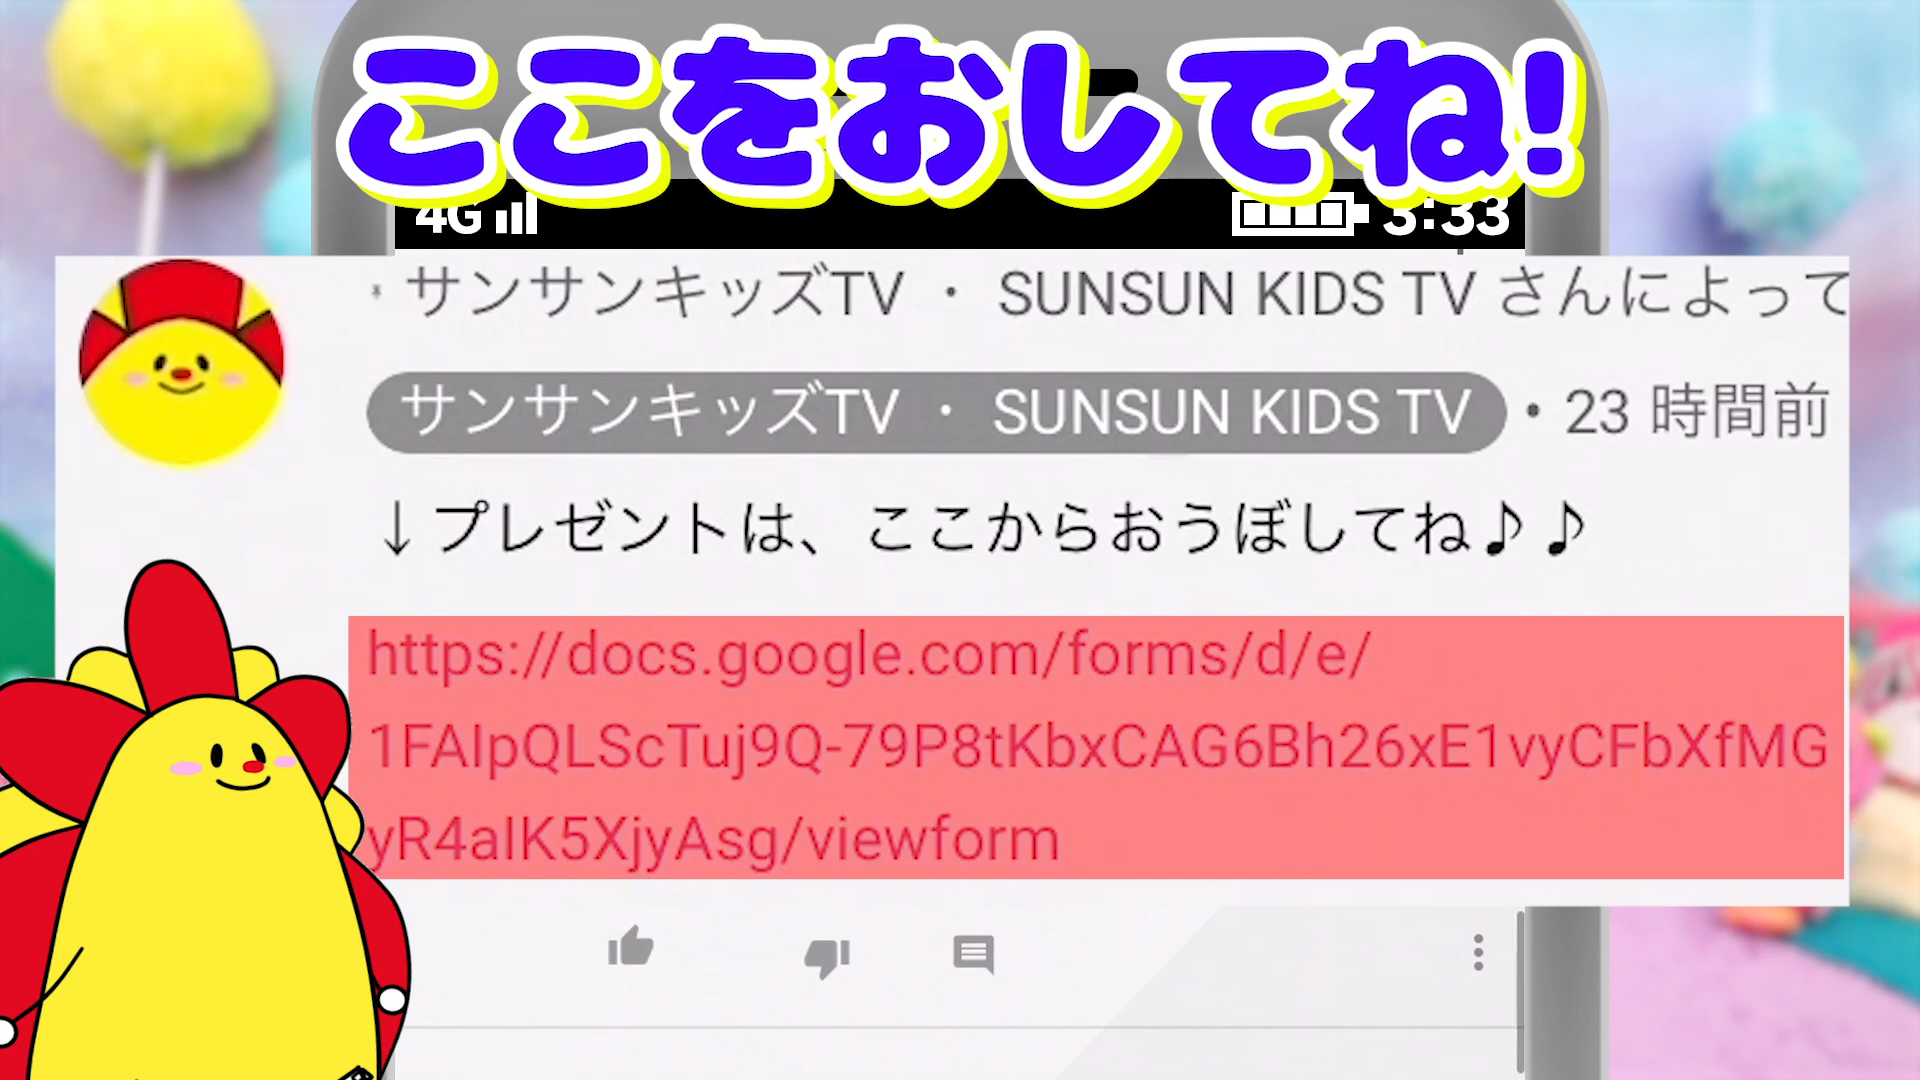 ここをおしてね!
4G 3:33
サンサンキッズTV ・ SUNSUN KIDS TV さんによって
サンサンキッズTV ・ SUNSUN KIDS TV • 23 時間前
↓プレゼントは、ここからおうぼしてね♪♪
https://docs.google.com/forms/d/e/
1FAIpQLScTuj9Q-79P8tKbxCAG6Bh26xE1vyCFbXfMG
yR4aIK5XjyAsg/viewform